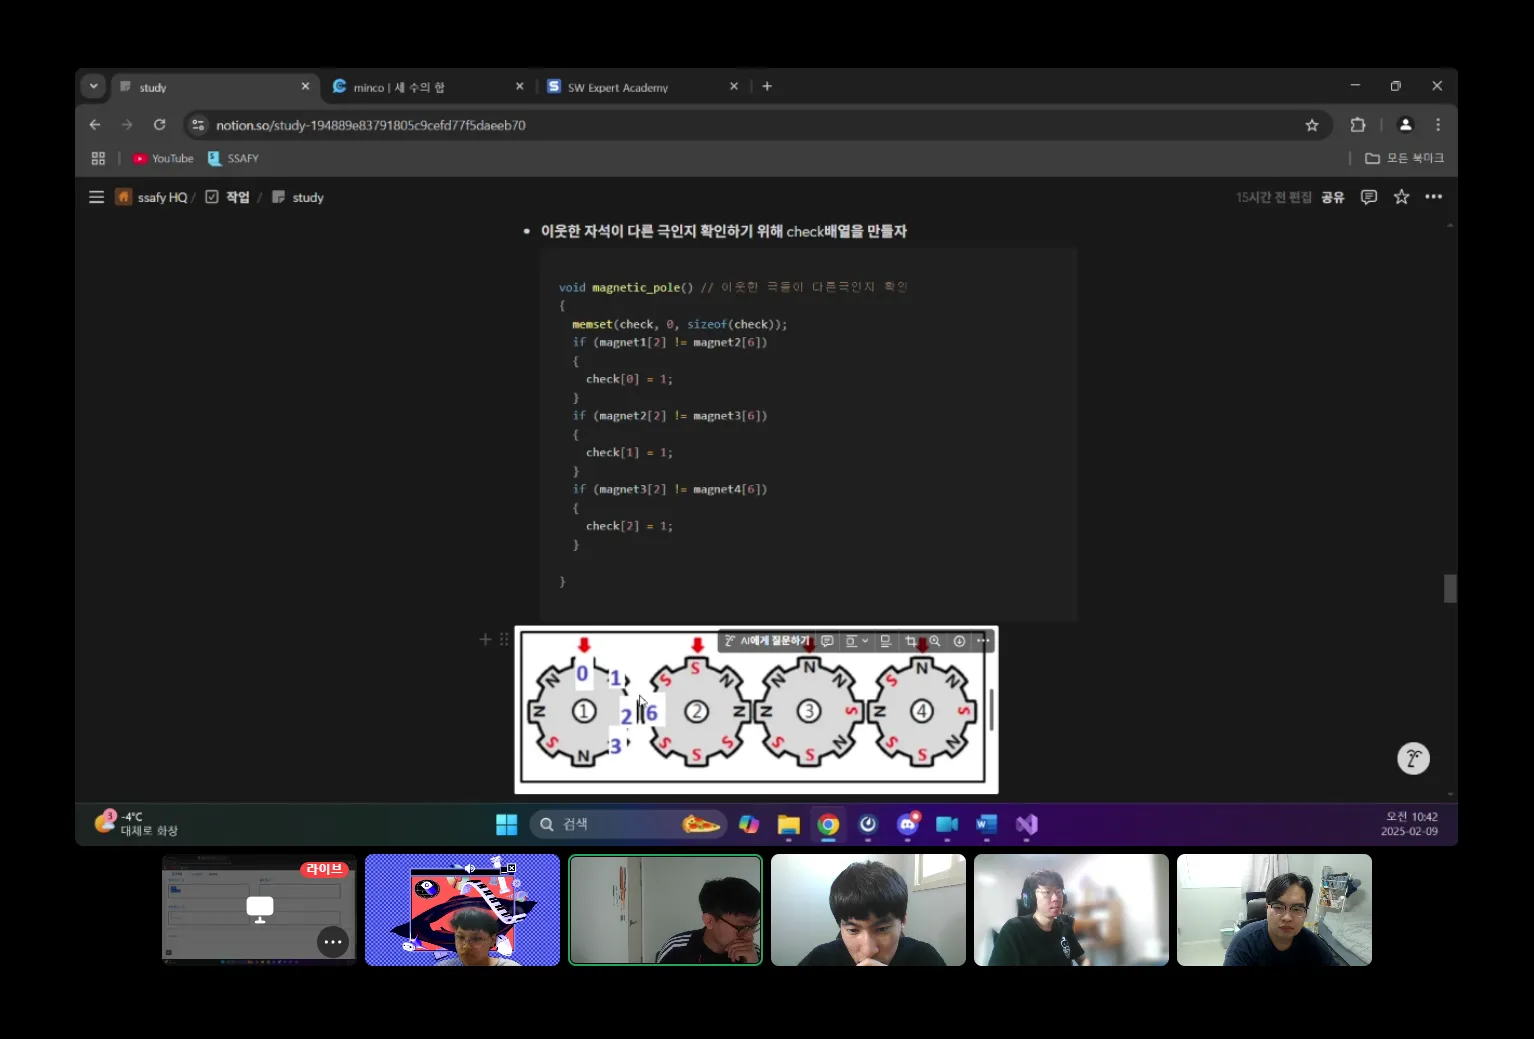 study
minco | 세 수의 합
SW Expert Academy
notion.so/study-194889e83791805c9cefd77f5daeeb70
YouTube
SSAFY
모든 북마크
ssafy HQ / 작업 / study
15시간 전 편집
공유
이웃한 자석이 다른 극인지 확인하기 위해 check배열을 만들자
void magnetic_pole() // 이웃한 극들이 다른극인지 확인
{
memset(check, 0, sizeof(check));
if (magnet1[2] != magnet2[6])
{
check[0] = 1;
}
if (magnet2[2] != magnet3[6])
{
check[1] = 1;
}
if (magnet3[2] != magnet4[6])
{
check[2] = 1;
}
}
AI에게 질문하기
N 0 1 2 3 N S N 1
S N N S S S S 6 2
N N S N S S N N 3
N N S N S S N S 4
3
-4°C
대체로 화창
검색
오전 10:42
2025-02-09
라이브